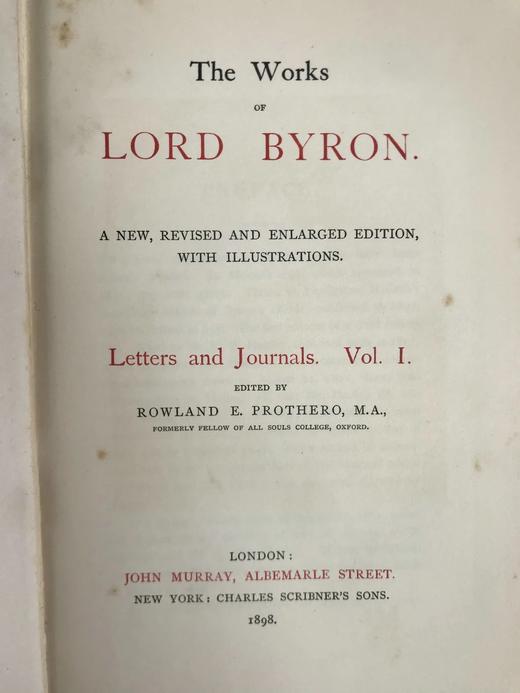 The Works
OF
LORD BYRON.
A NEW, REVISED AND ENLARGED EDITION,
WITH ILLUSTRATIONS.
Letters and Journals. Vol. I.
EDITED BY
ROWLAND E. PROTHERO, M.A.,
FORMERLY FELLOW OF ALL SOULS COLLEGE, OXFORD.
LONDON:
JOHN MURRAY, ALBEMARLE STREET.
NEW YORK: CHARLES SCRIBNER'S SONS.
1898.